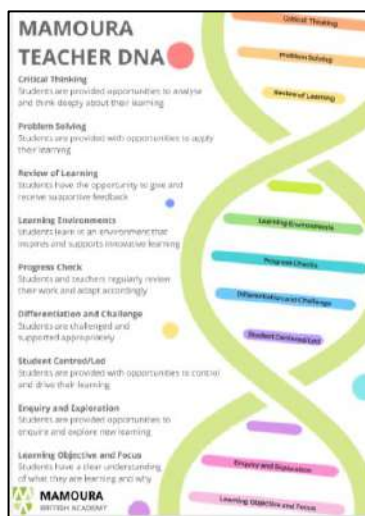 MAMOURA
TEACHER DNA
Critical Thinking
Students are provided opportunities to analyse
and think deeply about their learning
Problem Solving
Students are provided with opportunities to apply
their learning
Review of Learning
Students have the opportunity to give and
receive supportive feedback
Learning Environments
Students learn in an environment that
inspires and supports innovative learning
Progress Check
Students and teachers regularly review
their work and adapt accordingly
Differentiation and Challenge
Students are challenged and
supported appropriately
Student Centred/Led
Students are provided with opportunities to control
and drive their learning
Enquiry and Exploration
Students are provided opportunities to
enquire and explore new learning
Learning Objective and Focus
Students have a clear understanding
of what they are learning and why
MAMOURA
BRITISH ACADEMY
Critical Thinking
Problem Solving
Review of Learning
Learning Environments
Progress Checks
Differentiation and Challenge
Student Centered/Led
Enquiry and Exploration
Learning Objective and Focus